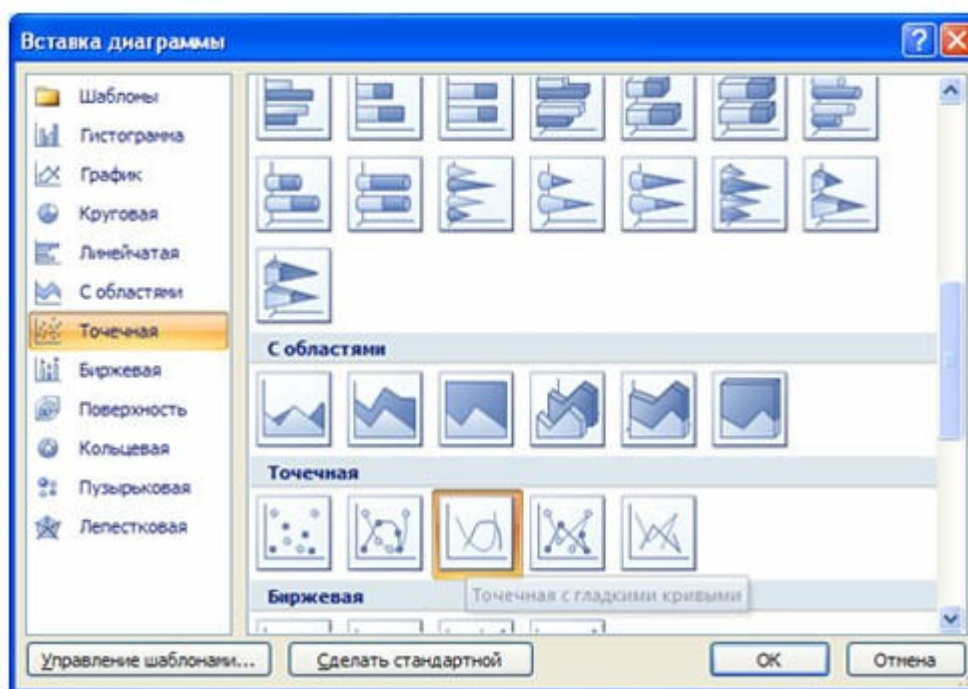 Вставка диаграммы
Шаблоны
Гистограмма
График
Круговая
Линейчатая
С областями
Точечная
Биржевая
Поверхность
Кольцевая
Пузырьковая
Лепестковая
С областями
Точечная
Точечная с гладкими кривыми
Биржевая
Управление шаблонами...
Сделать стандартной
ОК
Отмена